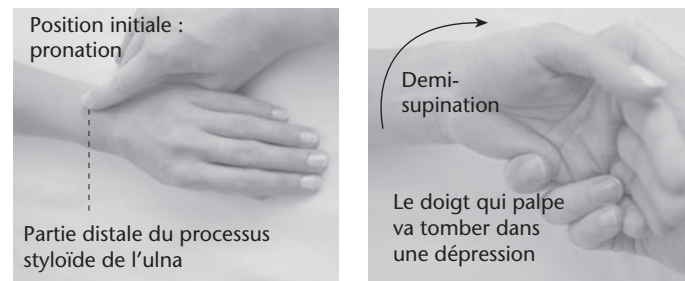 Position initiale :
pronation
Partie distale du processus
styloïde de l’ulna
Demi-
supination
Le doigt qui palpe
va tomber dans
une dépression